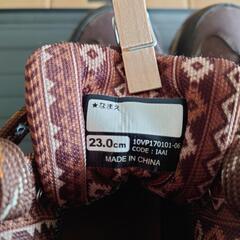 ★なまえ
23.0cm
10VP170101-06
CODE : IAAI
MADE IN CHINA